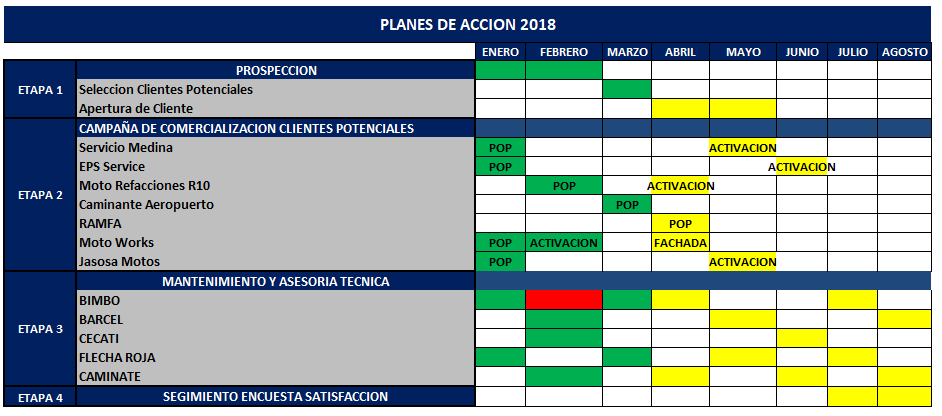 PLANES DE ACCION 2018
ENERO FEBRERO MARZO ABRIL MAYO JUNIO JULIO AGOSTO
PROSPECCION
ETAPA 1 Seleccion Clientes Potenciales
Apertura de Cliente
CAMPAÑA DE COMERCIALIZACION CLIENTES POTENCIALES
Servicio Medina POP ACTIVACION
EPS Service POP ACTIVACION
Moto Refacciones R10 POP ACTIVACION
ETAPA 2 Caminante Aeropuerto POP
RAMFA POP
Moto Works POP ACTIVACION FACHADA
Jasosa Motos POP ACTIVACION
MANTENIMIENTO Y ASESORIA TECNICA
BIMBO
BARCEL
ETAPA 3 CECATI
FLECHA ROJA
CAMINATE
ETAPA 4 SEGIMIENTO ENCUESTA SATISFACCION